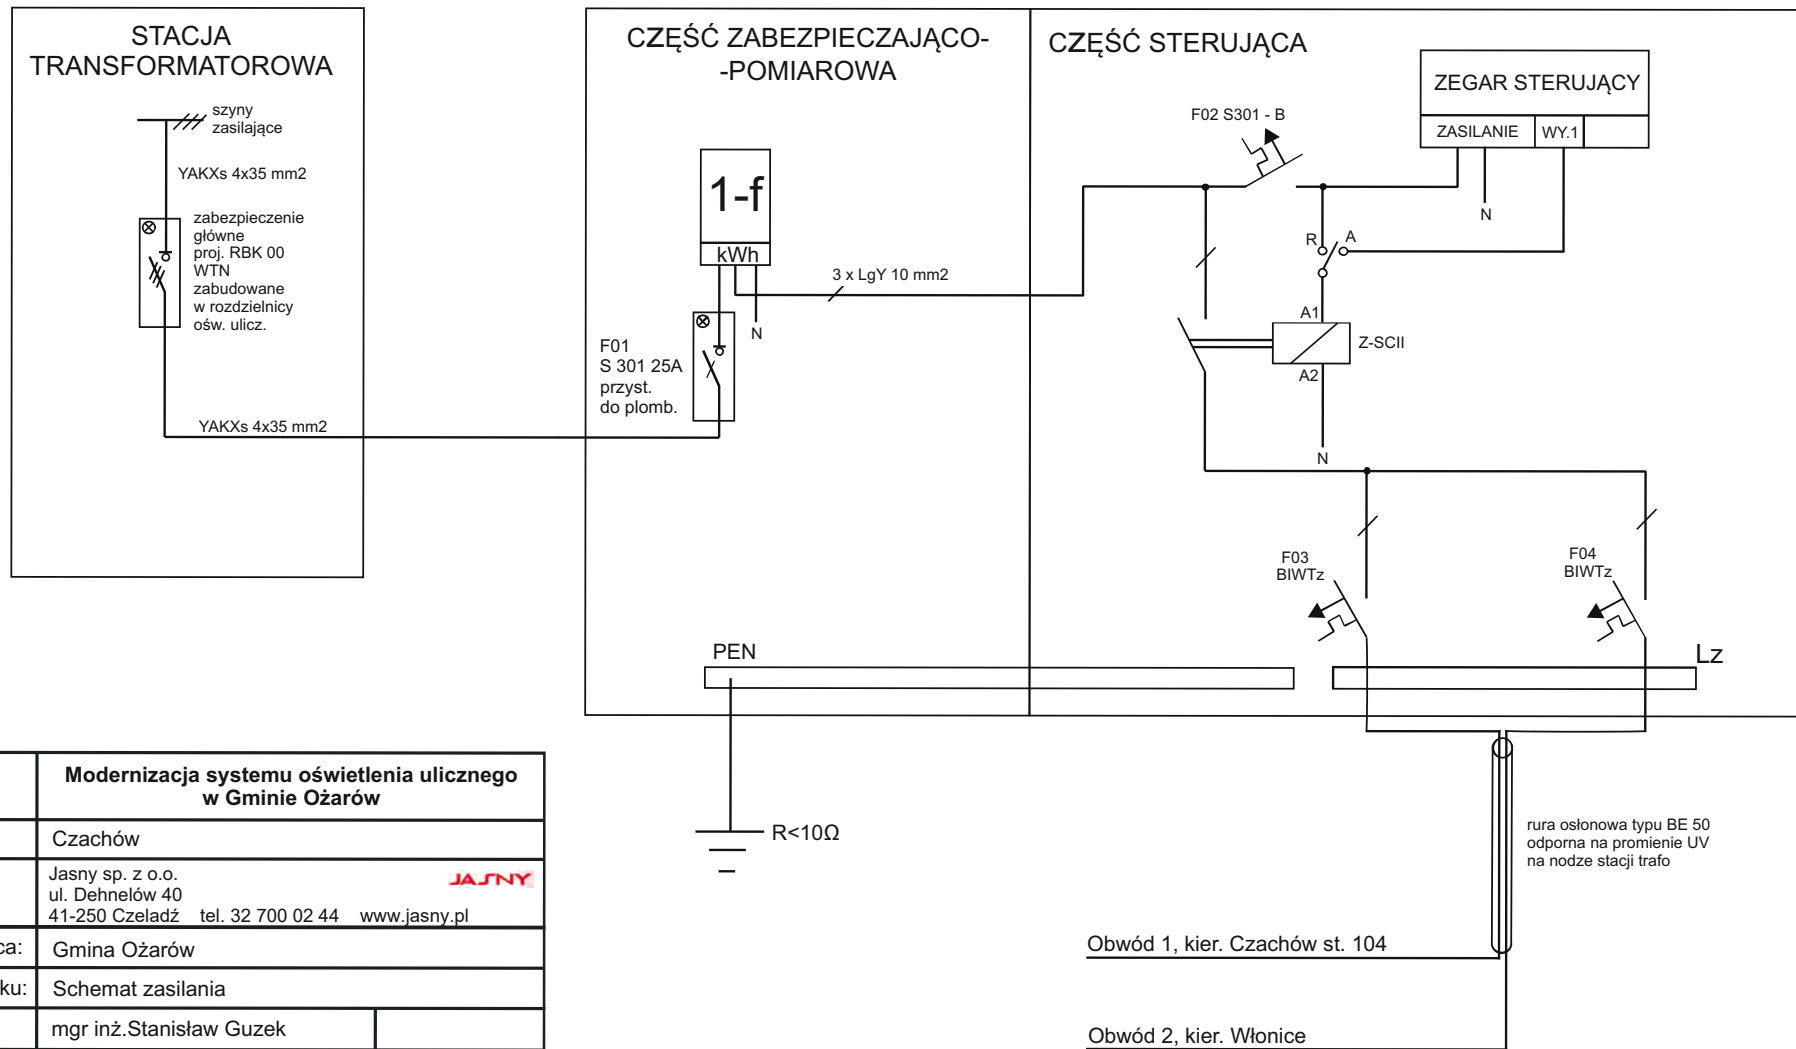 STACJA
TRANSFORMATOROWA
szyny
zasilające
YAKXs 4x35 mm2
zabezpieczenie
główne
proj. RBK 00
WTN
zabudowane
w rozdzielnicy
ośw. ulicz.
YAKXs 4x35 mm2
CZĘŚĆ ZABEZPIECZAJĄCO-
-POMIAROWA
1-f
kWh
N
F01
S 301 25A
przyst.
do plomb.
3 x LgY 10 mm2
PEN
R<10Ω
CZĘŚĆ STERUJĄCA
F02 S301 - B
ZEGAR STERUJĄCY
ZASILANIE
WY.1
N
R
A
A1
Z-SCII
A2
N
F03
BIWTz
F04
BIWTz
Lz
rura osłonowa typu BE 50
odporna na promienie UV
na nodze stacji trafo
Obwód 1, kier. Czachów st. 104
Obwód 2, kier. Włonice
Modernizacja systemu oświetlenia ulicznego
w Gminie Ożarów
Czachów
Jasny sp. z o.o.
JASNY
ul. Dehnelów 40
41-250 Czeladź tel. 32 700 02 44 www.jasny.pl
ca: Gmina Ożarów
ku: Schemat zasilania
mgr inż.Stanisław Guzek